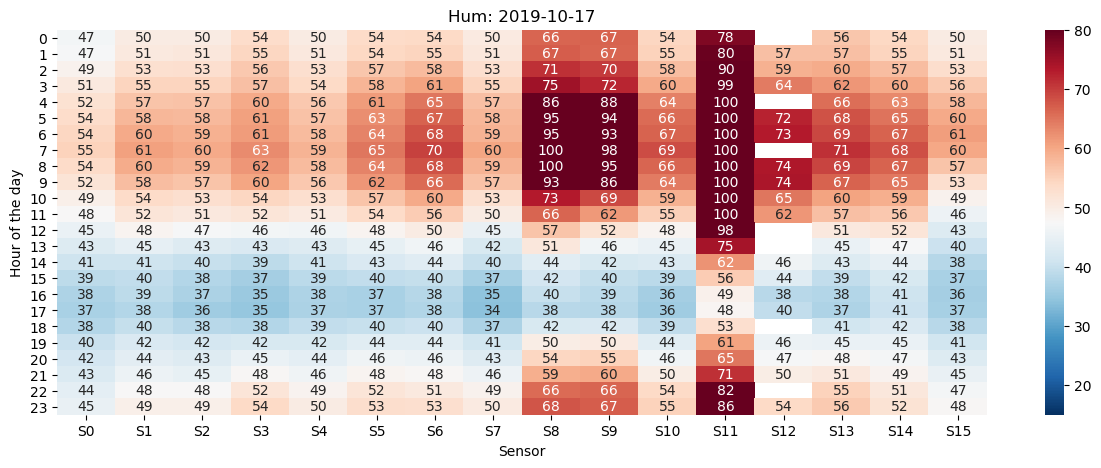 Hum: 2019-10-17
Hour of the day
0 47 50 50 54 50 54 54 50 66 67 54 78 56 54 50
1 47 51 51 55 51 54 55 51 67 67 55 80 57 57 55 51
2 49 53 53 56 53 57 58 53 71 70 58 90 59 60 57 53
3 51 55 55 57 54 58 61 55 75 72 60 99 64 62 60 56
4 52 57 57 60 56 61 65 57 86 88 64 100 66 63 58
5 54 58 58 61 57 63 67 58 95 94 66 100 72 68 65 60
6 54 60 59 61 58 64 68 59 95 93 67 100 73 69 67 61
7 55 61 60 63 59 65 70 60 100 98 69 100 71 68 60
8 54 60 59 62 58 64 68 59 100 95 66 100 74 69 67 57
9 52 58 57 60 56 62 66 57 93 86 64 100 74 67 65 53
10 49 54 53 54 53 57 60 53 73 69 59 100 65 60 59 49
11 48 52 51 52 51 54 56 50 66 62 55 100 62 57 56 46
12 45 48 47 46 46 48 50 45 57 52 48 98 51 52 43
13 43 45 43 43 43 45 46 42 51 46 45 75 45 47 40
14 41 41 40 39 41 43 44 40 44 42 43 62 46 43 44 38
15 39 40 38 37 39 39 40 37 42 40 39 56 44 39 42 37
16 38 39 37 35 38 37 38 35 40 39 36 49 38 38 41 36
17 37 38 36 35 37 37 38 34 38 38 36 48 40 37 41 37
18 38 40 38 38 39 40 40 37 42 42 39 53 41 42 38
19 40 42 42 42 42 44 44 41 50 50 44 61 46 45 45 41
20 42 44 43 45 44 46 46 43 54 55 46 65 47 48 47 43
21 43 46 45 48 46 48 48 46 59 60 50 71 50 51 49 45
22 44 48 48 52 49 52 51 49 66 66 54 82 55 51 47
23 45 49 49 54 50 53 53 50 68 67 55 86 54 56 52 48
S0 S1 S2 S3 S4 S5 S6 S7 S8 S9 S10 S11 S12 S13 S14 S15
Sensor
80
70
60
50
40
30
20